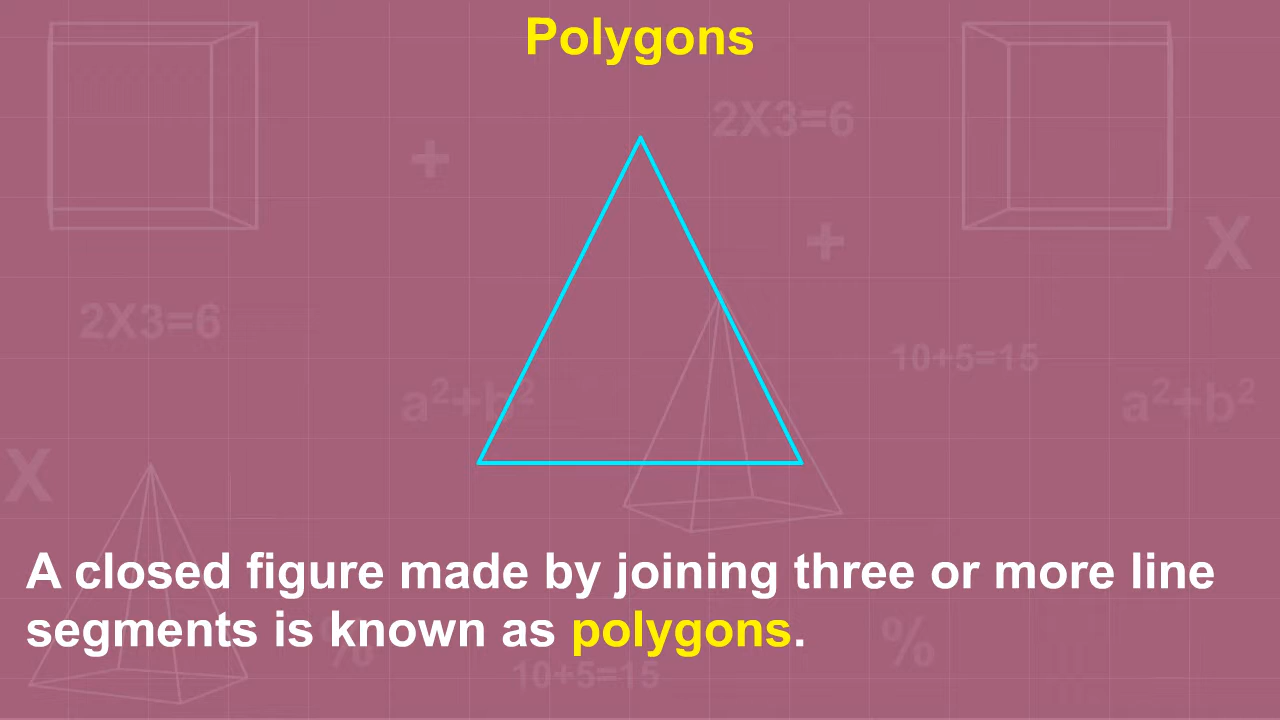 Polygons
2X3=6
+
+
X
2X3=6
10+5=15
a²+b²
a²+b²
X
A closed figure made by joining three or more line
segments is known as polygons.
%
%
10+5=15